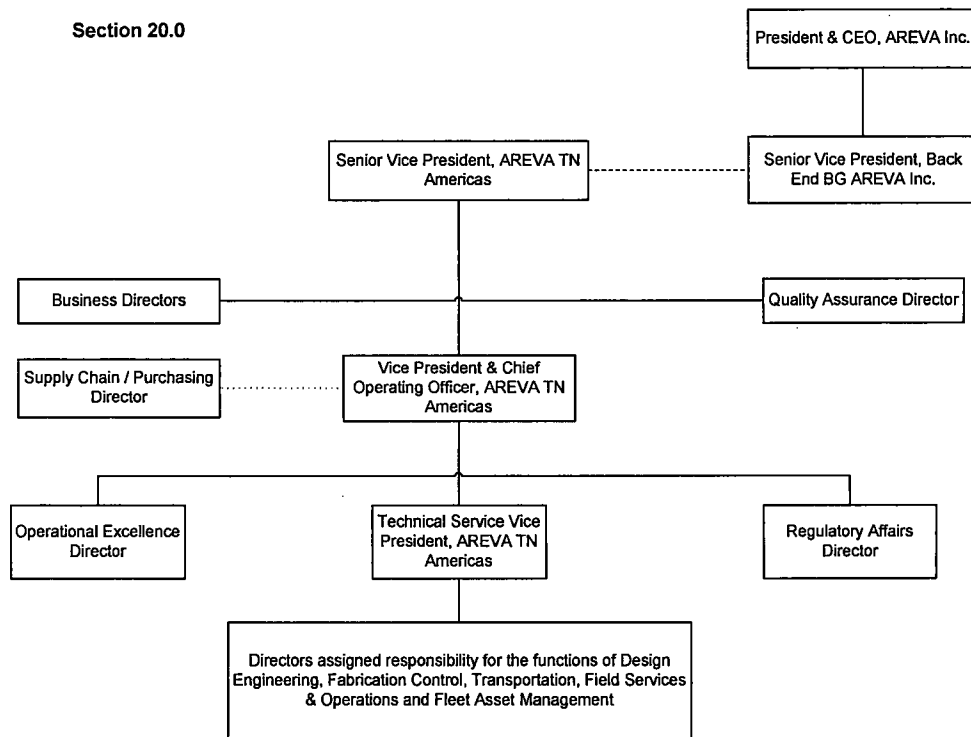 Section 20.0
President & CEO, AREVA Inc.
Senior Vice President, AREVA TN
Americas
Senior Vice President, Back
End BG AREVA Inc.
Business Directors
Quality Assurance Director
Supply Chain / Purchasing
Director
Vice President & Chief
Operating Officer, AREVA TN
Americas
Operational Excellence
Director
Technical Service Vice
President, AREVA TN
Americas
Regulatory Affairs
Director
Directors assigned responsibility for the functions of Design
Engineering, Fabrication Control, Transportation, Field Services
& Operations and Fleet Asset Management